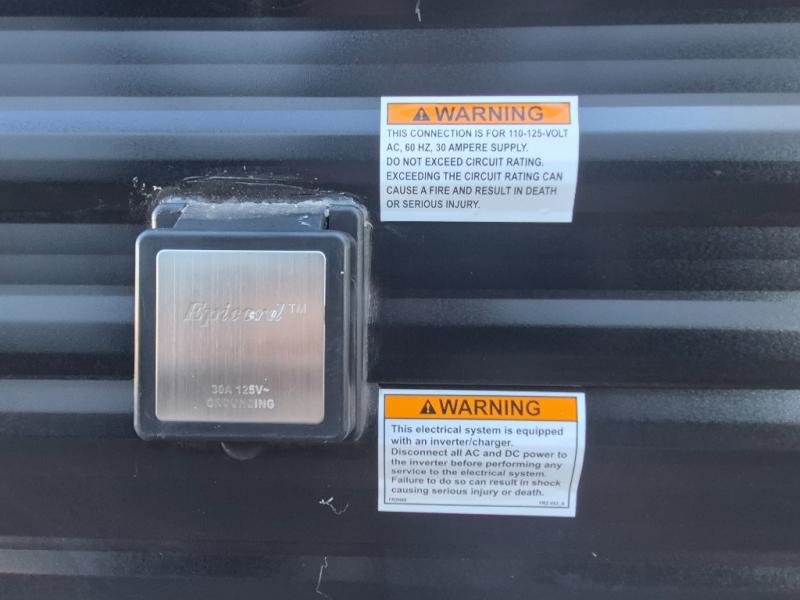 WARNING
THIS CONNECTION IS FOR 110-125-VOLT
AC, 60 HZ, 30 AMPERE SUPPLY.
DO NOT EXCEED CIRCUIT RATING.
EXCEEDING THE CIRCUIT RATING CAN
CAUSE A FIRE AND RESULT IN DEATH
OR SERIOUS INJURY.
Epicord™
30A 125V~
GROUNDING
WARNING
This electrical system is equipped
with an inverter/charger.
Disconnect all AC and DC power to
the inverter before performing any
service to the electrical system.
Failure to do so can result in shock
causing serious injury or death.